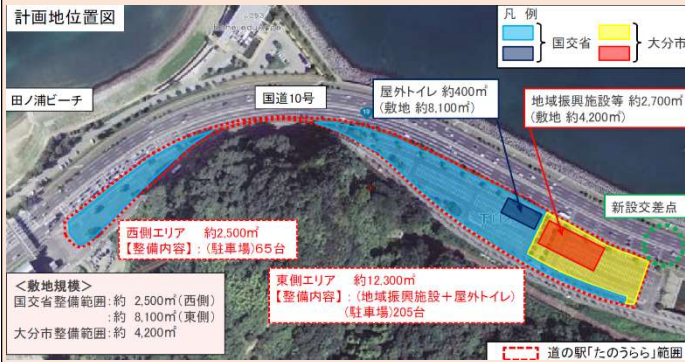 計画地位置図
凡 例
国交省
大分市
田ノ浦ビーチ
国道10号
屋外トイレ 約400㎡
(敷地 約8,100㎡)
地域振興施設等 約2,700㎡
(敷地 約4,200㎡)
新設交差点
西側エリア 約2,500㎡
【整備内容】:(駐車場)65台
東側エリア 約12,300㎡
【整備内容】:(地域振興施設+屋外トイレ)
(駐車場)205台
<敷地規模>
国交省整備範囲:約 2,500㎡(西側)
:約 8,100㎡(東側)
大分市整備範囲:約 4,200㎡
道の駅「たのうらら」範囲